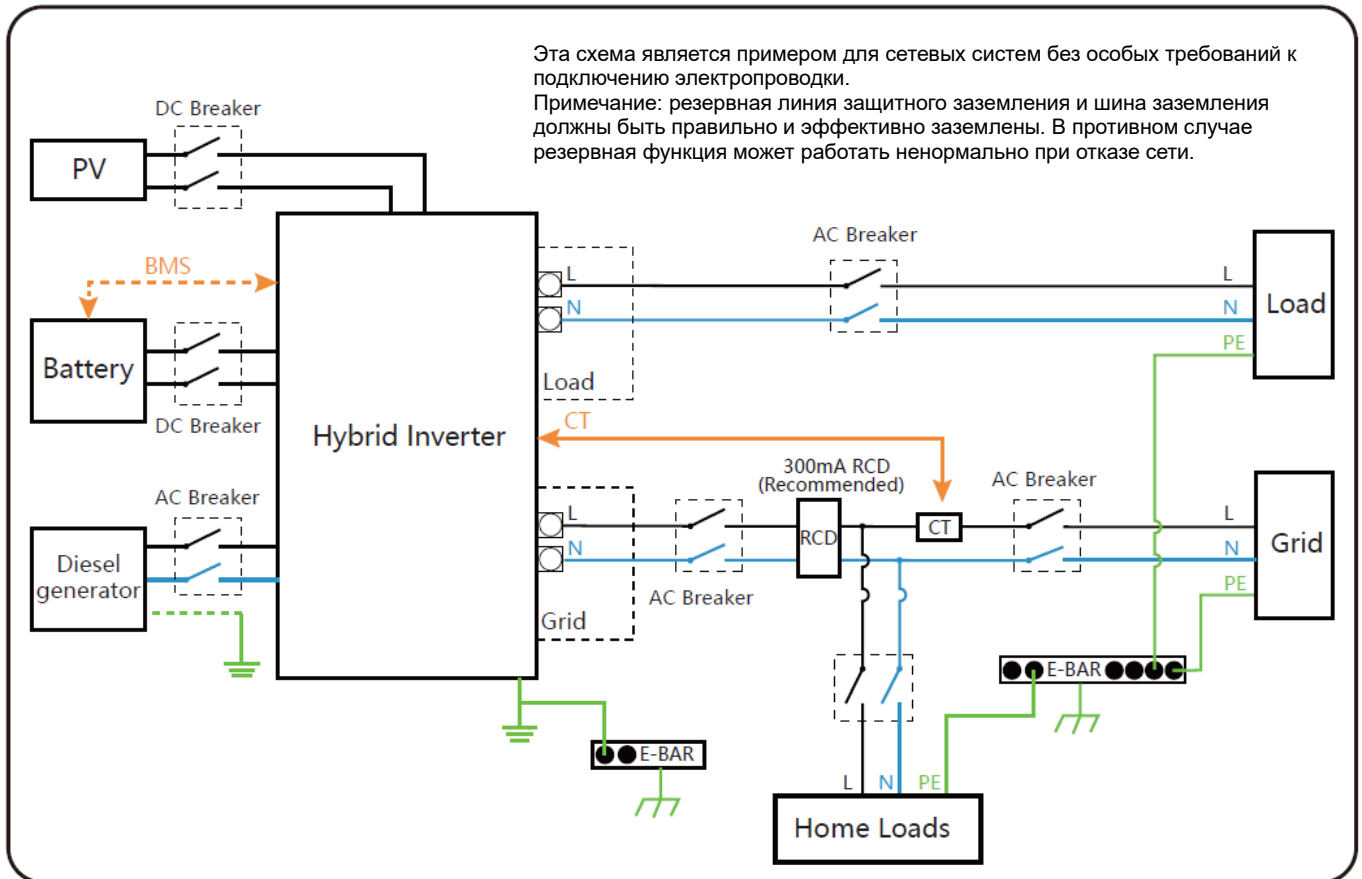 Эта схема является примером для сетевых систем без особых требований к
подключению электропроводки.
Примечание: резервная линия защитного заземления и шина заземления
должны быть правильно и эффективно заземлены. В противном случае
резервная функция может работать ненормально при отказе сети.
DC Breaker
PV
BMS
Battery
DC Breaker
AC Breaker
Diesel
generator
Hybrid Inverter
L
N
Load
AC Breaker
L
N
PE
Load
CT
L
N
Grid
AC Breaker
300mA RCD
(Recommended)
RCD
CT
AC Breaker
L
N
PE
Grid
E-BAR
E-BAR
L
N
PE
Home Loads